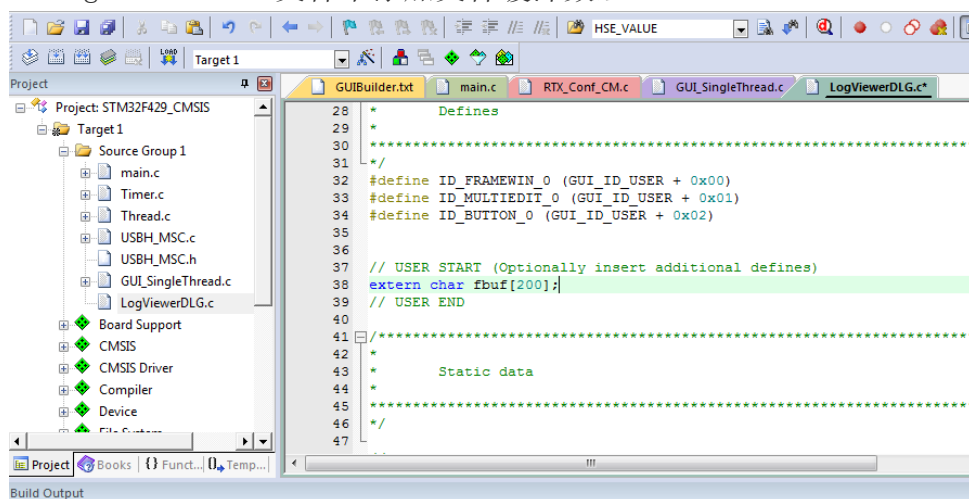 HSE_VALUE
LOAD
Target 1
Project
GUIBuilder.txt
main.c
RTX_Conf_CM.c
GUI_SingleThread.c
LogViewerDLG.c*
Project: STM32F429_CMSIS
Target 1
Source Group 1
main.c
Timer.c
Thread.c
USBH_MSC.c
USBH_MSC.h
GUI_SingleThread.c
LogViewerDLG.c
Board Support
CMSIS
CMSIS Driver
Compiler
Device
28 * Defines
29 *
30 **********************************************************************
31 */
32 #define ID_FRAMEWIN_0 (GUI_ID_USER + 0x00)
33 #define ID_MULTIEDIT_0 (GUI_ID_USER + 0x01)
34 #define ID_BUTTON_0 (GUI_ID_USER + 0x02)
35
36
37 // USER START (Optionally insert additional defines)
38 extern char fbuf[200];
39 // USER END
40
41 /*********************************************************************
42 *
43 * Static data
44 *
45 **********************************************************************
46 */
47
Project
Books
{} Funct...
0 Temp...
Build Output